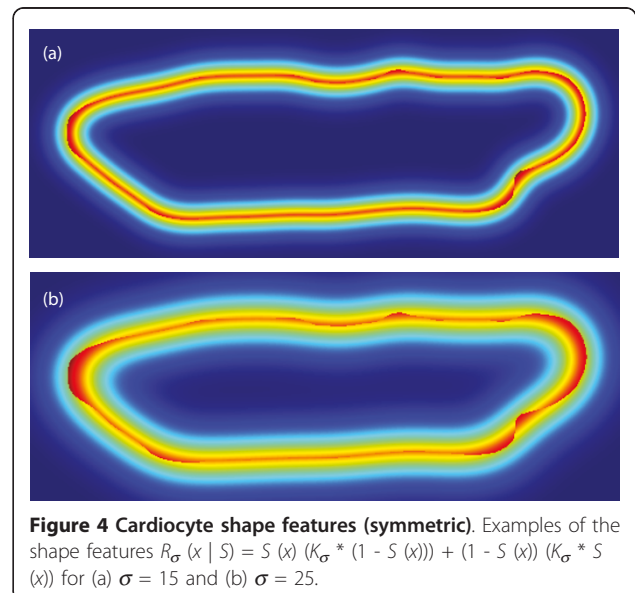 (a)
(b)
Figure 4 Cardiocyte shape features (symmetric). Examples of the
shape features Rσ (x | S) = S (x) (Kσ * (1 - S (x))) + (1 - S (x)) (Kσ * S
(x)) for (a) σ = 15 and (b) σ = 25.